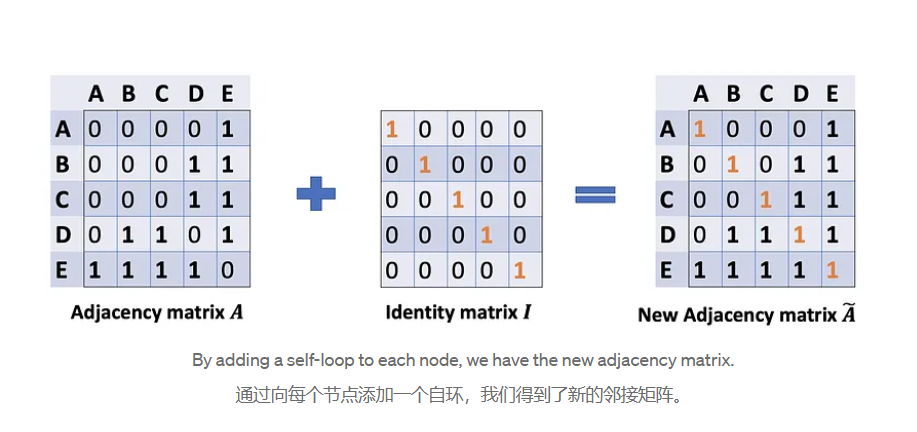 A B C D E
A 0 0 0 0 1
B 0 0 0 1 1
C 0 0 0 1 1
D 0 1 1 0 1
E 1 1 1 1 0
Adjacency matrix A
1 0 0 0 0
0 1 0 0 0
0 0 1 0 0
0 0 0 1 0
0 0 0 0 1
Identity matrix I
A B C D E
A 1 0 0 0 1
B 0 1 0 1 1
C 0 0 1 1 1
D 0 1 1 1 1
E 1 1 1 1 1
New Adjacency matrix Ã
By adding a self-loop to each node, we have the new adjacency matrix.
通过向每个节点添加一个自环，我们得到了新的邻接矩阵。